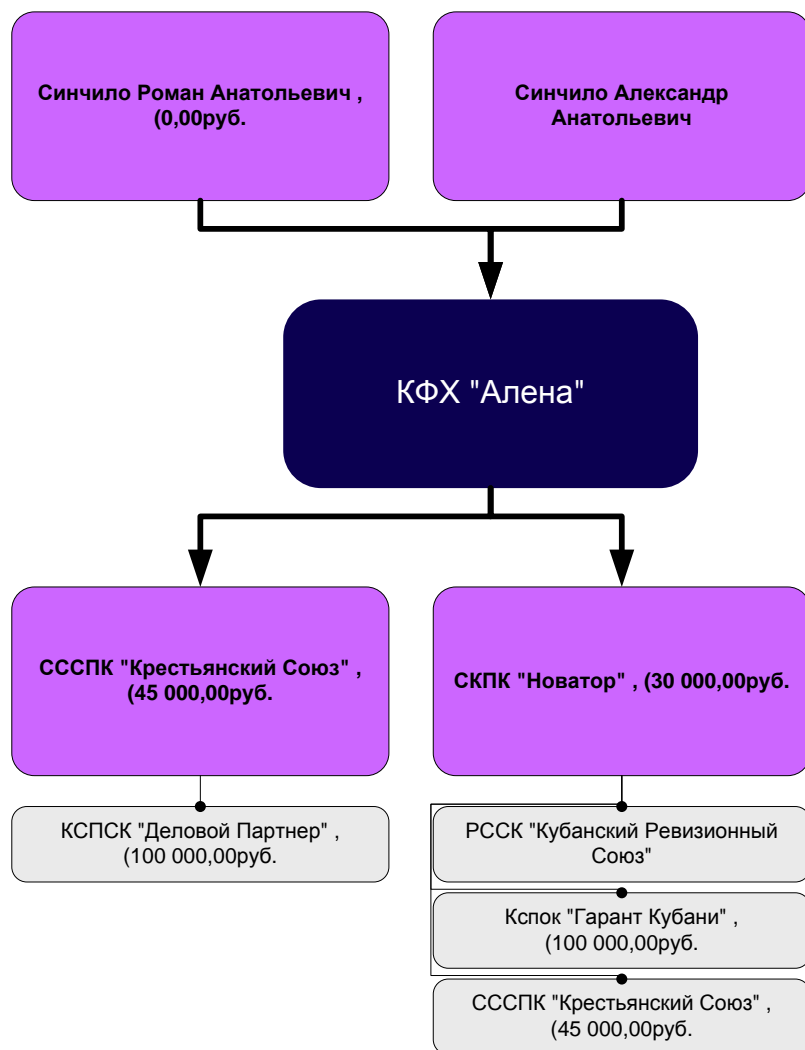 Синчило Роман Анатольевич ,
(0,00руб.
Синчило Александр
Анатольевич
КФХ "Алена"
СССПК "Крестьянский Союз" ,
(45 000,00руб.
СКПК "Новатор" , (30 000,00руб.
КСПСК "Деловой Партнер" ,
(100 000,00руб.
РССК "Кубанский Ревизионный
Союз"
Кспок "Гарант Кубани" ,
(100 000,00руб.
СССПК "Крестьянский Союз" ,
(45 000,00руб.